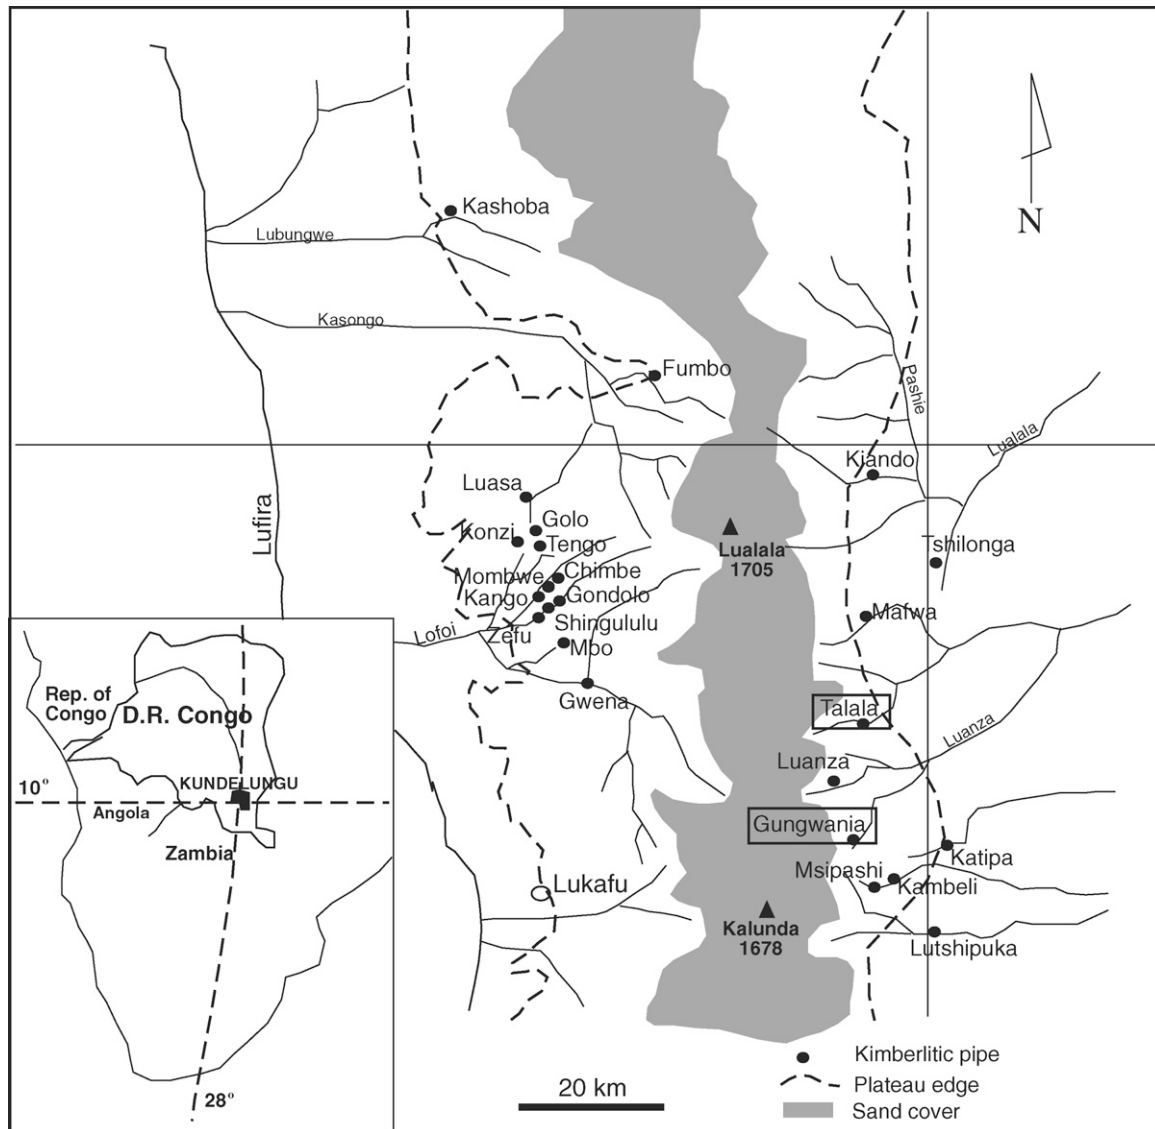 Kashoba
Lubungwe
N
Kasongo
Fumbo
Pashie
Lualala
Kiando
Luasa
Lufira
Golo
Konzi
Tengo
Lualala
1705
Tshilonga
Chimbe
Mombwe
Kango
Gondolo
Mafwa
Shingululu
Zefu
Lofoi
Mbo
Gwena
Talala
Luanza
Luanza
Gungwania
Katipa
Msipashi
Kambeli
Lukafu
Kalunda
1678
Lutshipuka
Rep. of
Congo
D.R. Congo
10°
KUNDELUNGU
Angola
Zambia
28°
20 km
Kimberlitic pipe
Plateau edge
Sand cover